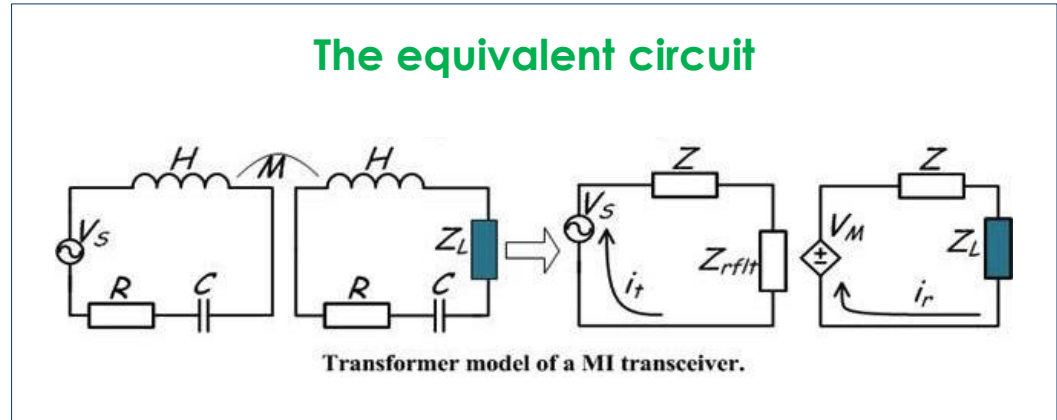 The equivalent circuit
H M H Z Z
V_S Z_L V_S Z_rflt V_M Z_L
R C R C i_t i_r
Transformer model of a MI transceiver.